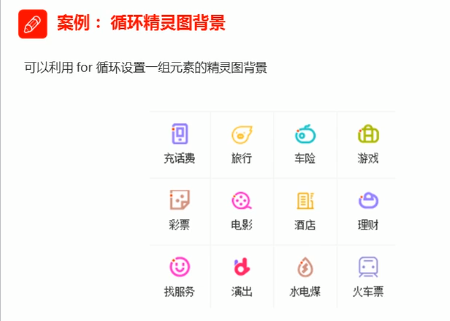 案例： 循环精灵图背景
可以利用 for 循环设置一组元素的精灵图背景
充话费 旅行 车险 游戏
彩票 电影 酒店 理财
找服务 演出 水电煤 火车票